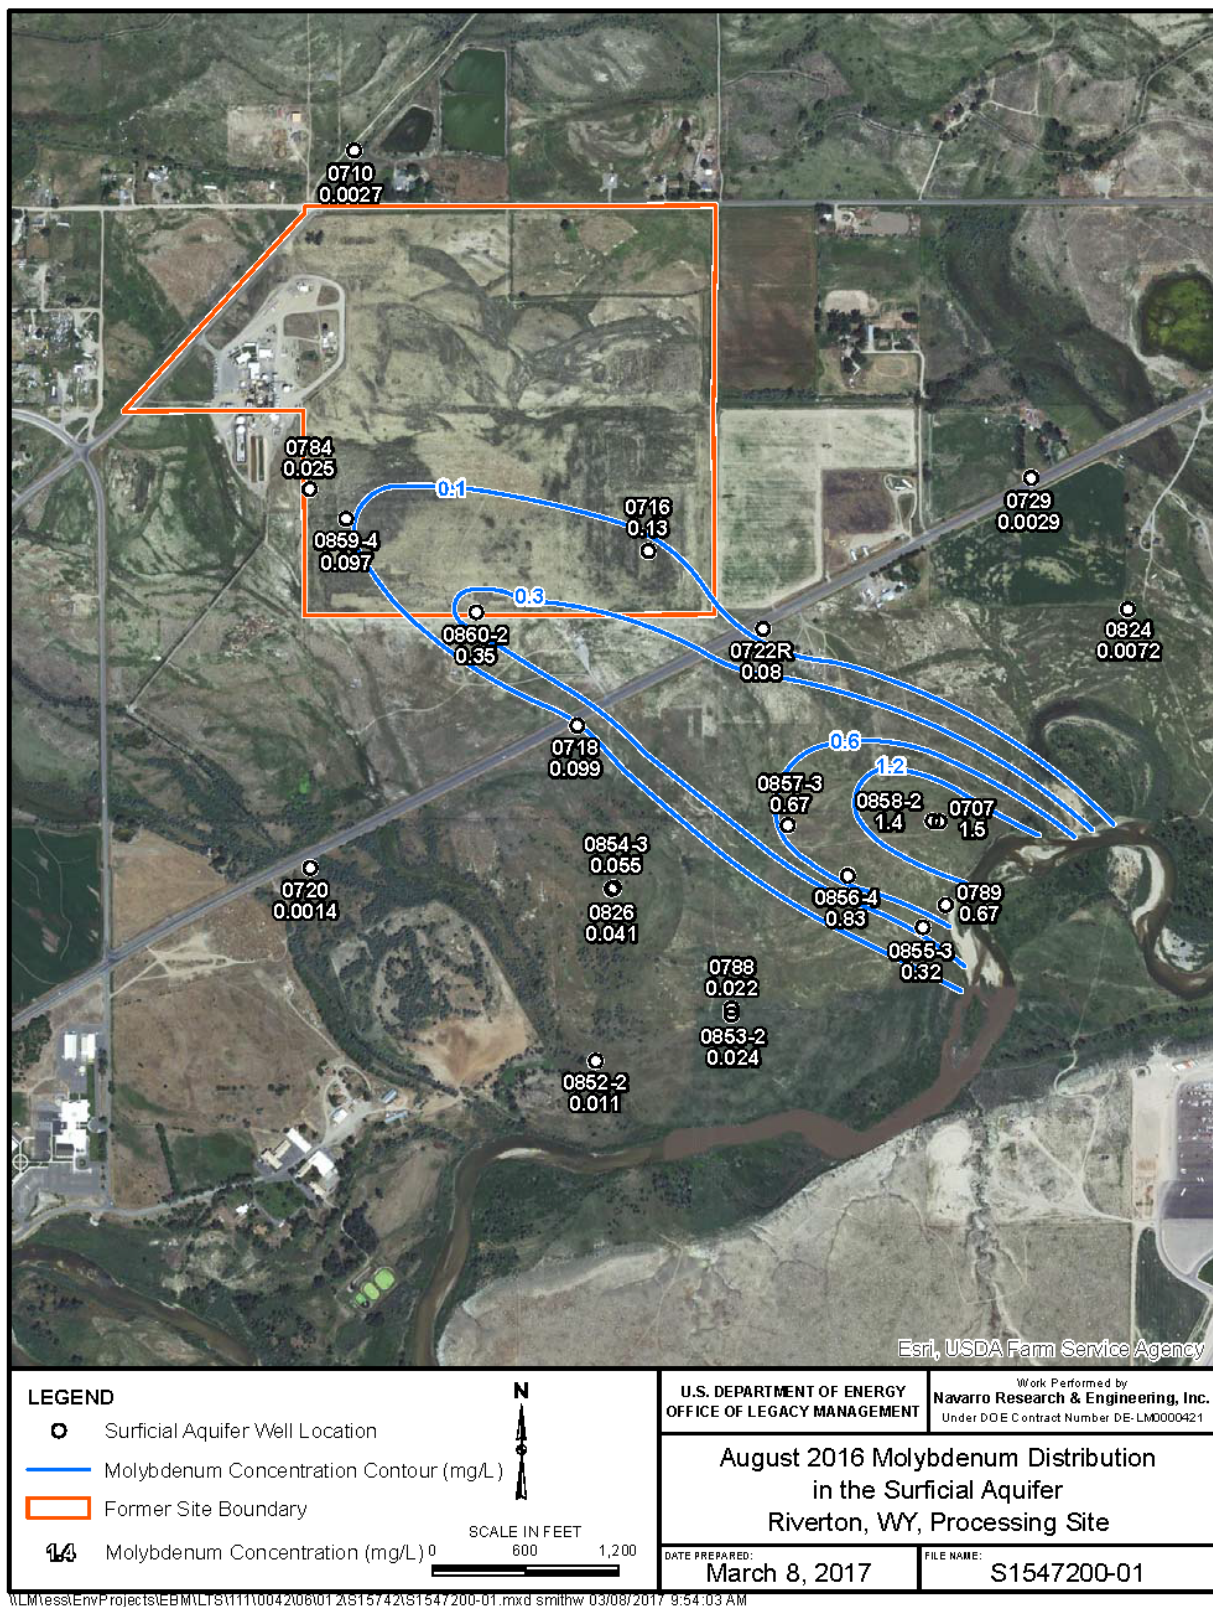 0710
0.0027
0784
0.025
0.1
0716
0.13
0729
0.0029
0859-4
0.097
0.3
0860-2
0.35
0722R
0.08
0824
0.0072
0718
0.099
0.6
1.2
0857-3
0.67
0858-2
1.4
0707
1.5
0854-3
0.055
0720
0.0014
0826
0.041
0856-4
0.83
0789
0.67
0855-3
0.32
0788
0.022
0853-2
0.024
0852-2
0.011
Esri, USDA Farm Service Agency
LEGEND
Surficial Aquifer Well Location
Molybdenum Concentration Contour (mg/L)
Former Site Boundary
1.4 Molybdenum Concentration (mg/L)
N
SCALE IN FEET
0 600 1,200
U.S. DEPARTMENT OF ENERGY
OFFICE OF LEGACY MANAGEMENT
Work Performed by
Navarro Research & Engineering, Inc.
Under DOE Contract Number DE-LM0000421
August 2016 Molybdenum Distribution
in the Surficial Aquifer
Riverton, WY, Processing Site
DATE PREPARED:
March 8, 2017
FILE NAME:
S1547200-01
\\LM\ess\EnvProjects\EBM\LTS\111\0042\06\012\S15742\S1547200-01.mxd smithw 03/08/2017 9:54:03 AM